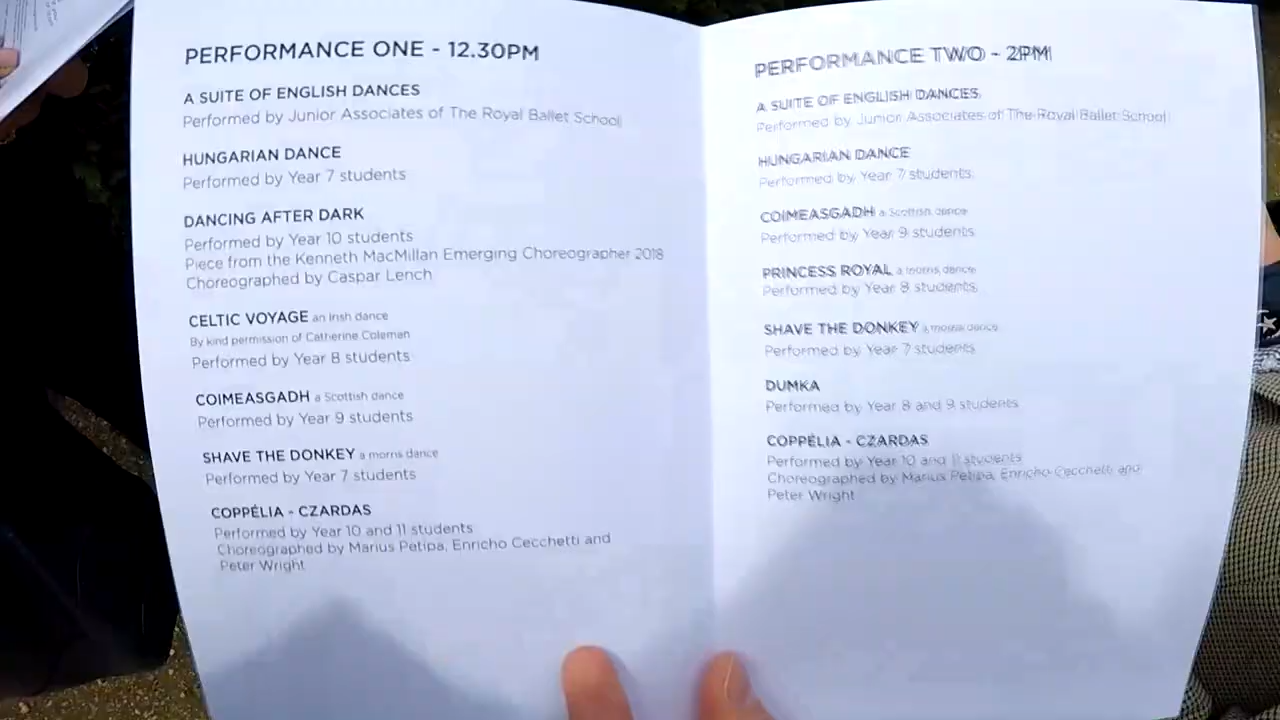 PERFORMANCE ONE - 12.30PM
A SUITE OF ENGLISH DANCES
Performed by Junior Associates of The Royal Ballet School
HUNGARIAN DANCE
Performed by Year 7 students
DANCING AFTER DARK
Performed by Year 10 students
Piece from the Kenneth MacMillan Emerging Choreographer 2018
Choreographed by Caspar Lench
CELTIC VOYAGE an Irish dance
By kind permission of Catherine Coleman
Performed by Year 8 students
COIMEASGADH a Scottish dance
Performed by Year 9 students
SHAVE THE DONKEY a morris dance
Performed by Year 7 students
COPPÉLIA - CZARDAS
Performed by Year 10 and 11 students
Choreographed by Marius Petipa, Enricho Cecchetti and
Peter Wright
PERFORMANCE TWO - 2PM
A SUITE OF ENGLISH DANCES
Performed by Junior Associates of The Royal Ballet School
HUNGARIAN DANCE
Performed by Year 7 students
COIMEASGADH a Scottish dance
Performed by Year 9 students
PRINCESS ROYAL a morris dance
Performed by Year 8 students
SHAVE THE DONKEY a morris dance
Performed by Year 7 students
DUMKA
Performed by Year 8 and 9 students
COPPÉLIA - CZARDAS
Performed by Year 10 and 11 students
Choreographed by Marius Petipa, Enricho Cecchetti and
Peter Wright